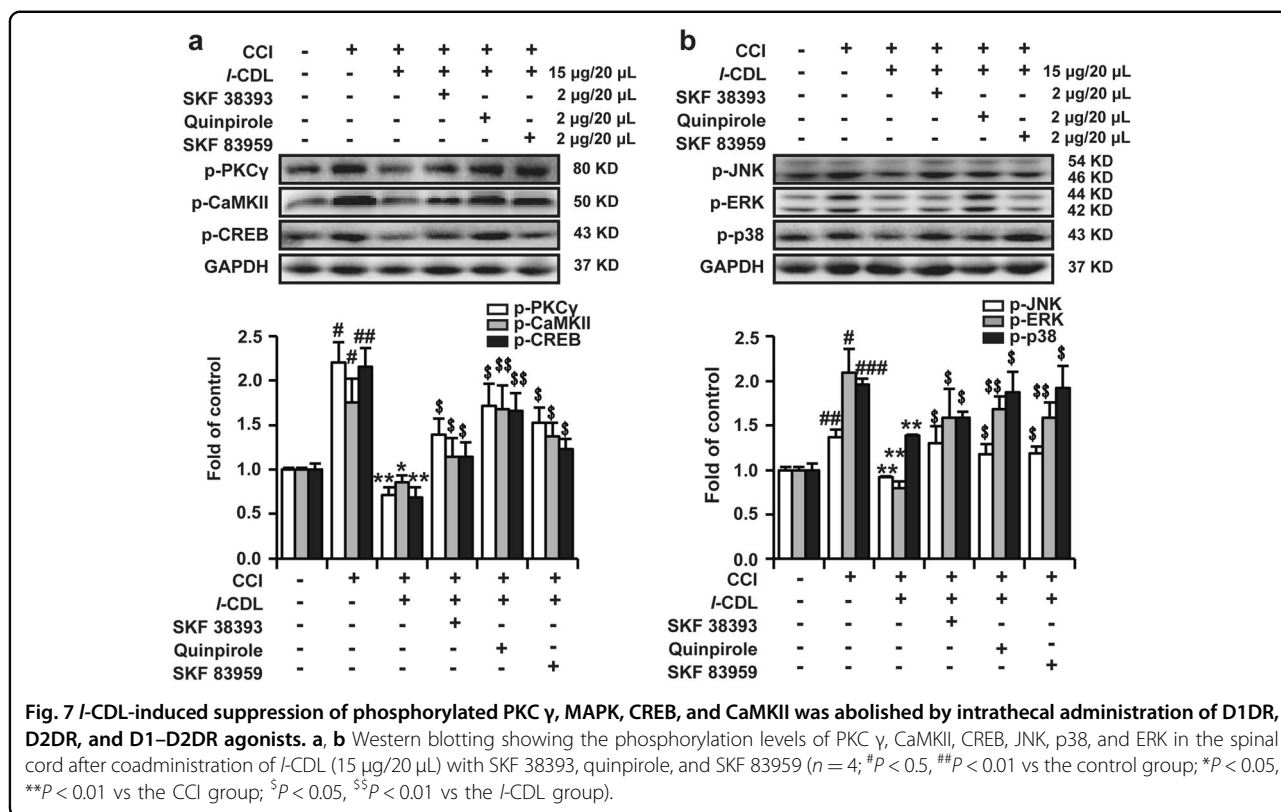 a
CCI - + + + + +
l-CDL - - + + + + 15 µg/20 µL
SKF 38393 - - - + - - 2 µg/20 µL
Quinpirole - - - - + - 2 µg/20 µL
SKF 83959 - - - - - + 2 µg/20 µL
p-PKCγ 80 KD
p-CaMKII 50 KD
p-CREB 43 KD
GAPDH 37 KD
p-PKCγ
p-CaMKII
p-CREB
Fold of control
2.5
2.0
1.5
1.0
0.5
0.0
# # ##
** * **
$ $ $
$ $$ $$
$ $ $
CCI - + + + + +
l-CDL - - + + + +
SKF 38393 - - - + - -
Quinpirole - - - - + -
SKF 83959 - - - - - +
b
CCI - + + + + +
l-CDL - - + + + + 15 µg/20 µL
SKF 38393 - - - + - - 2 µg/20 µL
Quinpirole - - - - + - 2 µg/20 µL
SKF 83959 - - - - - + 2 µg/20 µL
p-JNK 54 KD
46 KD
p-ERK 44 KD
42 KD
p-p38 43 KD
GAPDH 37 KD
p-JNK
p-ERK
p-p38
Fold of control
2.5
2.0
1.5
1.0
0.5
0.0
## # ###
** ** **
$ $ $
$ $$ $
$ $$ $
CCI - + + + + +
l-CDL - - + + + +
SKF 38393 - - - + - -
Quinpirole - - - - + -
SKF 83959 - - - - - +
Fig. 7 l-CDL-induced suppression of phosphorylated PKC γ, MAPK, CREB, and CaMKII was abolished by intrathecal administration of D1DR,
D2DR, and D1–D2DR agonists. a, b Western blotting showing the phosphorylation levels of PKC γ, CaMKII, CREB, JNK, p38, and ERK in the spinal
cord after coadministration of l-CDL (15 µg/20 µL) with SKF 38393, quinpirole, and SKF 83959 (n = 4; #P < 0.5, ##P < 0.01 vs the control group; *P < 0.05,
**P < 0.01 vs the CCI group; $P < 0.05, $$P < 0.01 vs the l-CDL group).